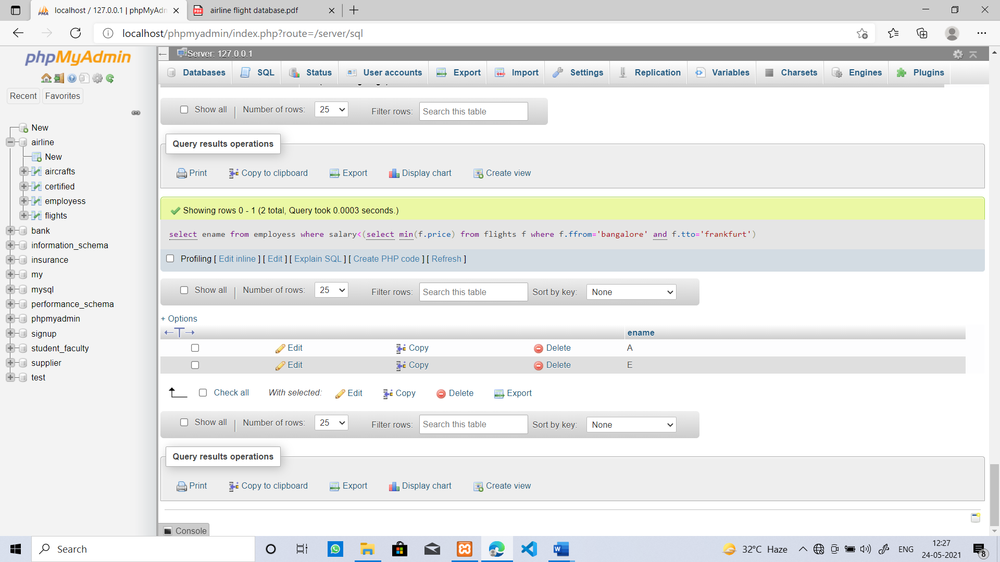 localhost / 127.0.0.1 | phpMyAdm
airline flight database.pdf
localhost/phpmyadmin/index.php?route=/server/sql
phpMyAdmin
Recent
Favorites
New
airline
New
aircrafts
certified
employess
flights
bank
information_schema
insurance
my
mysql
performance_schema
phpmyadmin
signup
student_faculty
supplier
test
Server: 127.0.0.1
Databases SQL Status User accounts Export Import Settings Replication Variables Charsets Engines Plugins
Show all | Number of rows: 25 Filter rows: Search this table
Query results operations
Print Copy to clipboard Export Display chart Create view
Showing rows 0 - 1 (2 total, Query took 0.0003 seconds.)
select ename from employess where salary<(select min(f.price) from flights f where f.ffrom='bangalore' and f.tto='frankfurt')
Profiling [ Edit inline ] [ Edit ] [ Explain SQL ] [ Create PHP code ] [ Refresh ]
Show all | Number of rows: 25 Filter rows: Search this table Sort by key: None
+ Options
←T→ ename
Edit Copy Delete A
Edit Copy Delete E
Check all With selected: Edit Copy Delete Export
Show all | Number of rows: 25 Filter rows: Search this table Sort by key: None
Query results operations
Print Copy to clipboard Export Display chart Create view
Console
Search
32°C Haze
ENG
12:27
24-05-2021
8